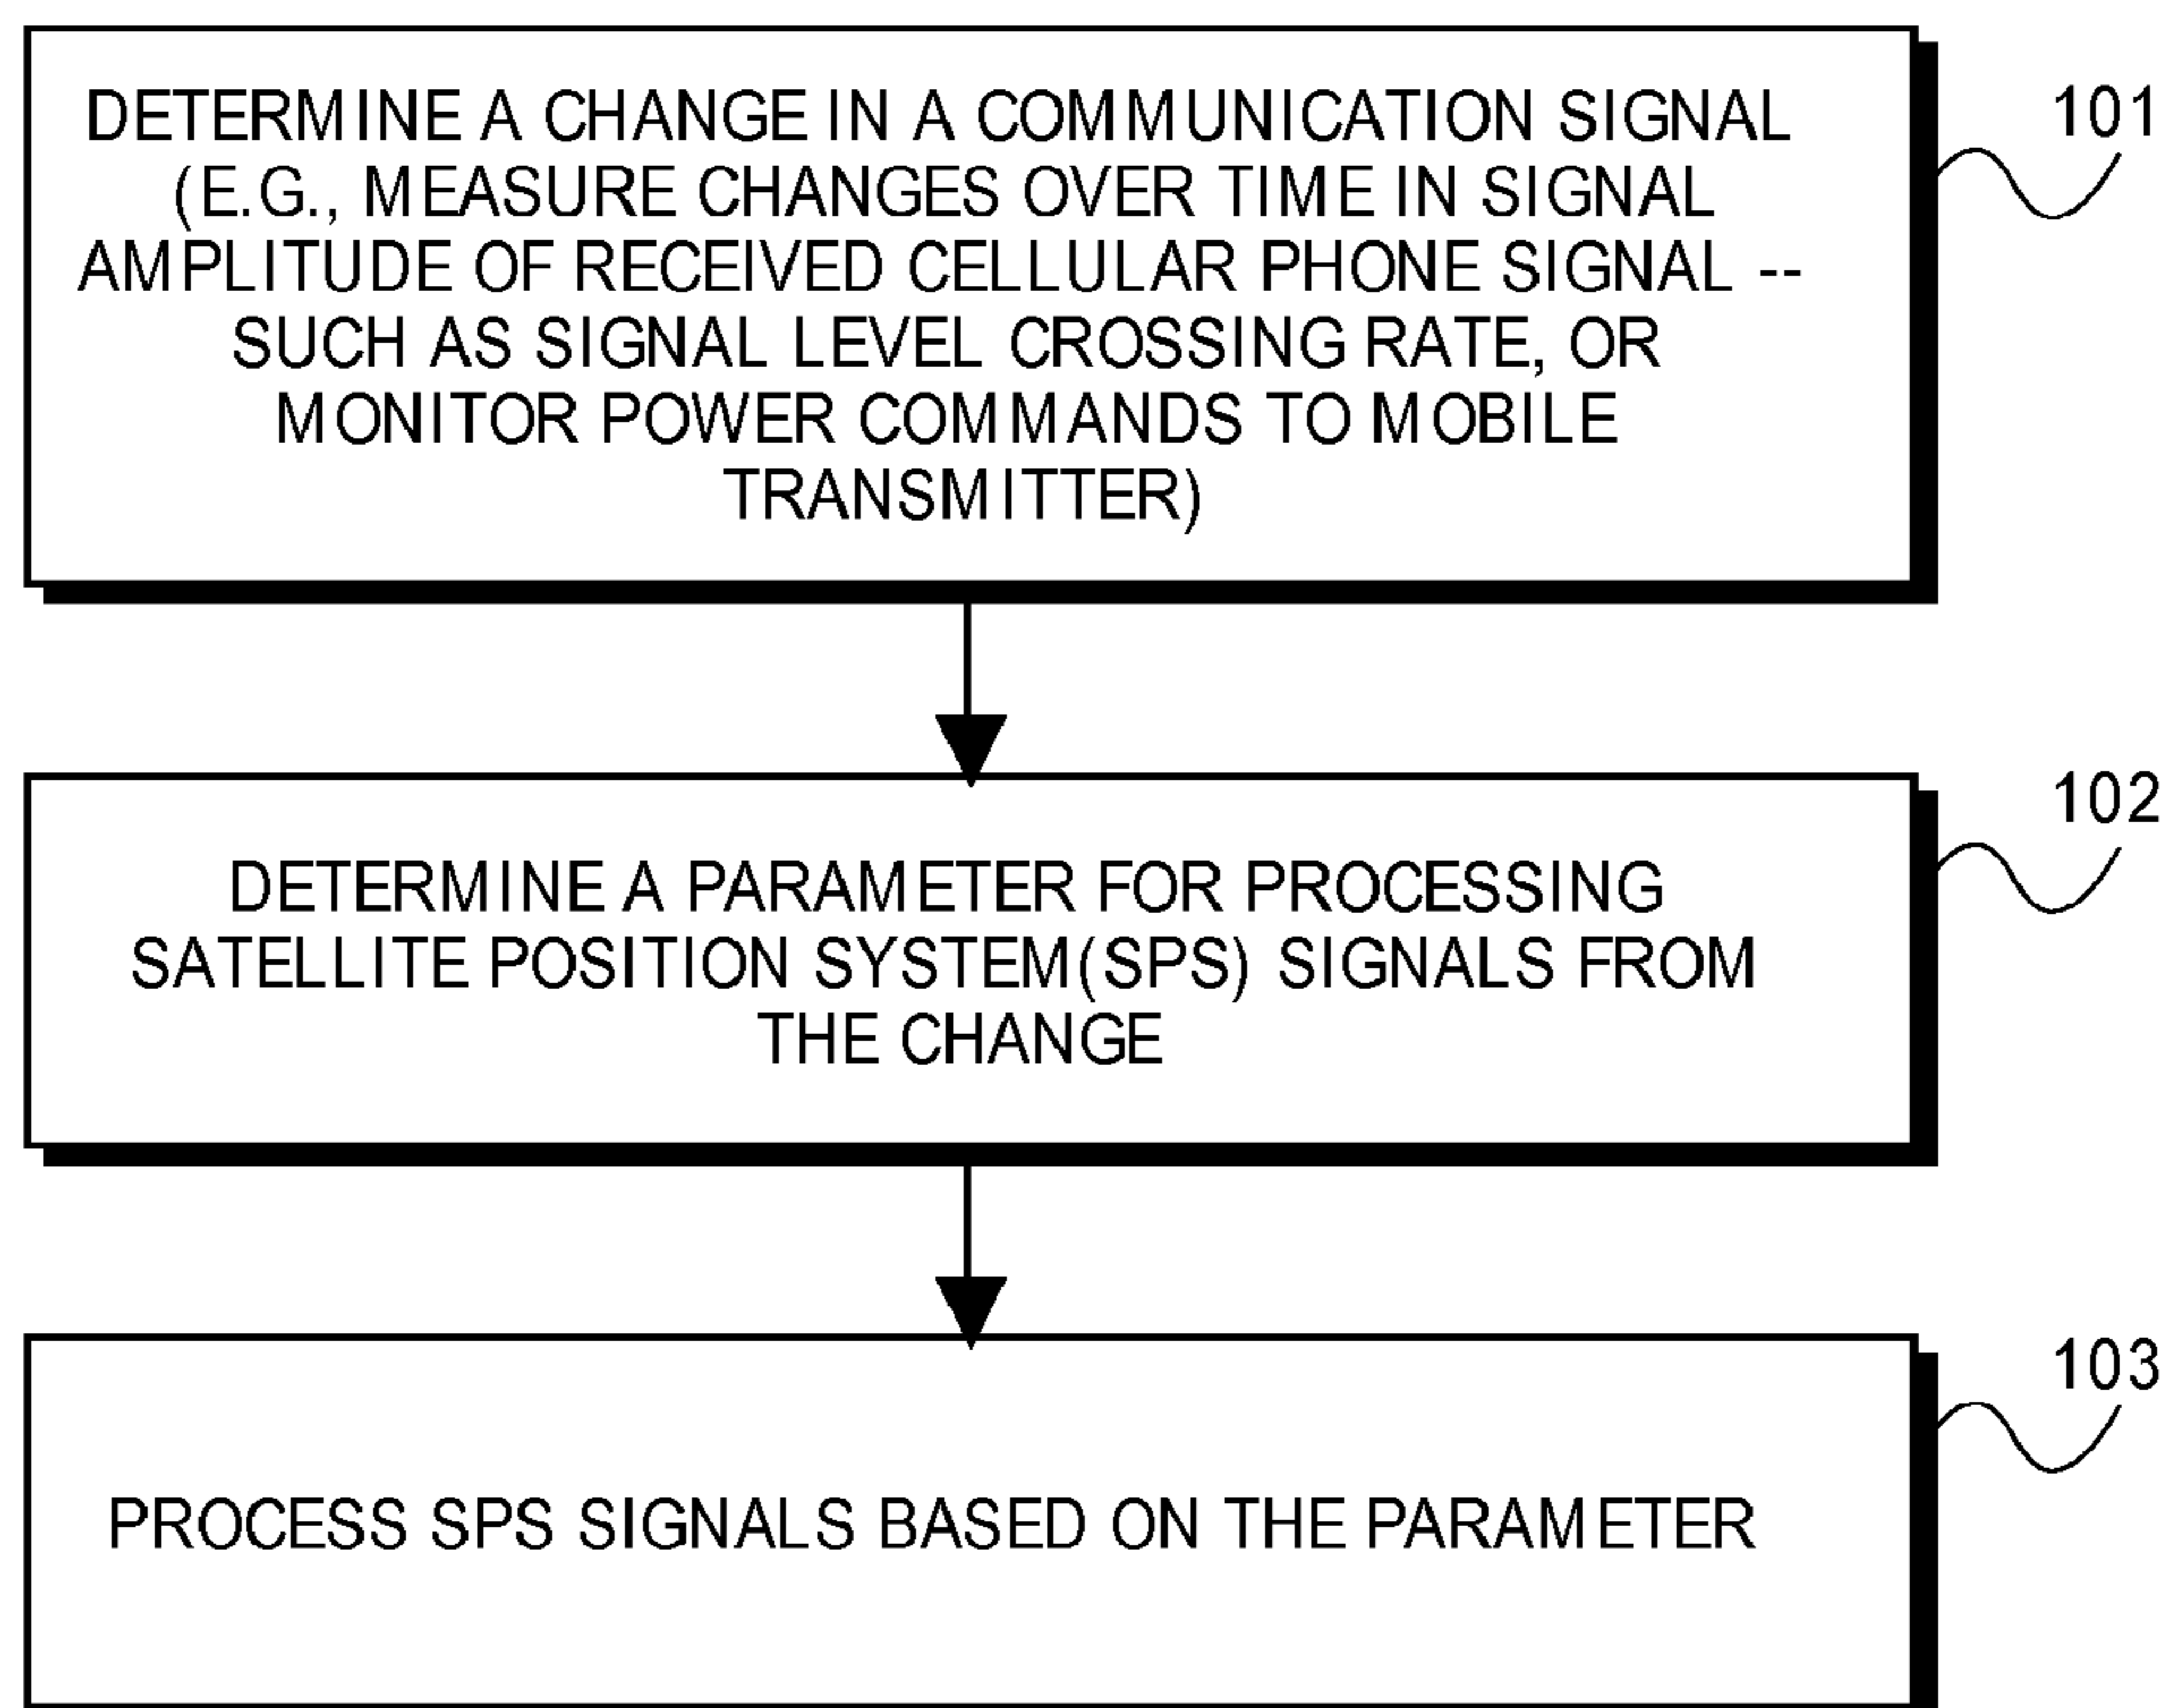 DETERMINE A CHANGE IN A COMMUNICATION SIGNAL
(E.G., MEASURE CHANGES OVER TIME IN SIGNAL
AMPLITUDE OF RECEIVED CELLULAR PHONE SIGNAL --
SUCH AS SIGNAL LEVEL CROSSING RATE, OR
MONITOR POWER COMMANDS TO MOBILE
TRANSMITTER)
101
DETERMINE A PARAMETER FOR PROCESSING
SATELLITE POSITION SYSTEM(SPS) SIGNALS FROM
THE CHANGE
102
PROCESS SPS SIGNALS BASED ON THE PARAMETER
103